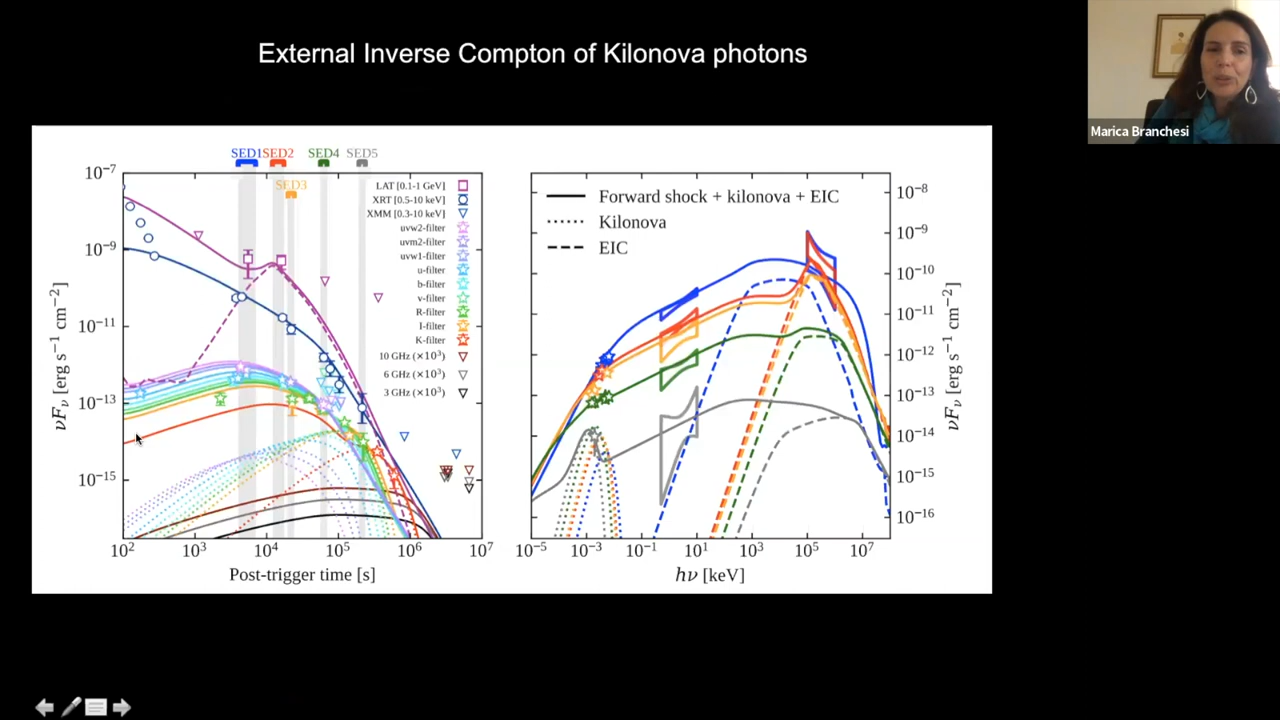 External Inverse Compton of Kilonova photons
Marica Branchesi
SED1 SED2 SED4 SED5
SED3
LAT [0.1-1 GeV]
XRT [0.5-10 keV]
XMM [0.3-10 keV]
uvw2-filter
uvm2-filter
uvw1-filter
u-filter
b-filter
v-filter
R-filter
I-filter
K-filter
10 GHz (×10³)
6 GHz (×10³)
3 GHz (×10³)
10⁻⁷
10⁻⁹
10⁻¹¹
10⁻¹³
10⁻¹⁵
νFν [erg s⁻¹ cm⁻²]
10² 10³ 10⁴ 10⁵ 10⁶ 10⁷
Post-trigger time [s]
Forward shock + kilonova + EIC
Kilonova
EIC
10⁻⁸
10⁻⁹
10⁻¹⁰
10⁻¹¹
10⁻¹²
10⁻¹³
10⁻¹⁴
10⁻¹⁵
10⁻¹⁶
νFν [erg s⁻¹ cm⁻²]
10⁻⁵ 10⁻³ 10⁻¹ 10¹ 10³ 10⁵ 10⁷
hν [keV]